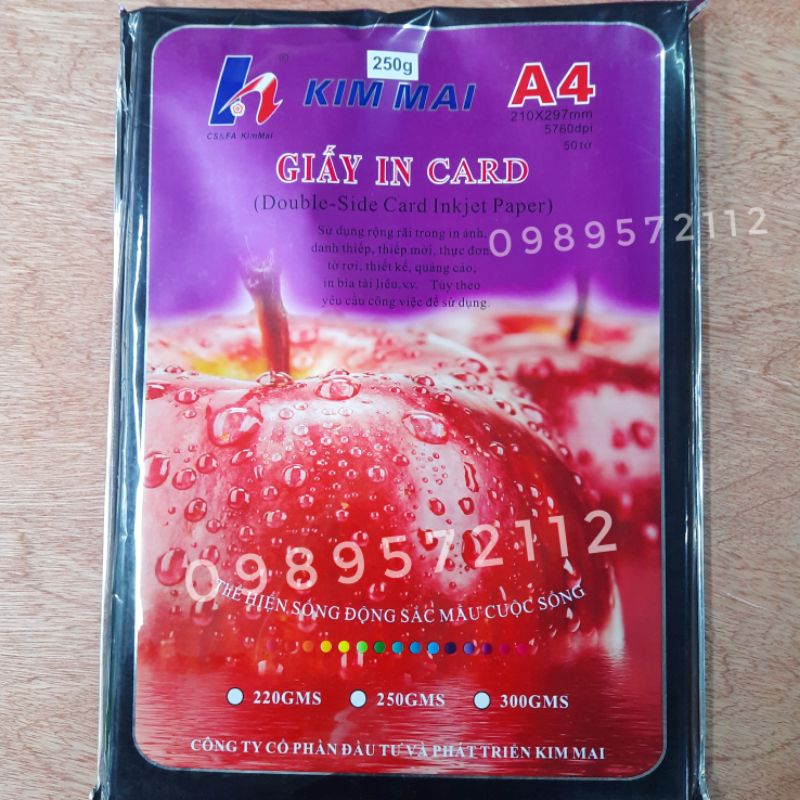 250g
KIM MAI
A4
210X297mm
5760dpi
50 tờ
CS&FA KimMai
GIẤY IN CARD
(Double-Side Card Inkjet Paper)
Sử dụng rộng rãi trong in ảnh,
danh thiếp, thiếp mời, thực đơn,
tờ rơi, thiết kế, quảng cáo,
in bìa tài liệu,v.v. Tùy theo
yêu cầu công việc để sử dụng.
0989572112
0989572112
THỂ HIỆN SỐNG ĐỘNG SẮC MẦU CUỘC SỐNG
220GMS 250GMS 300GMS
CÔNG TY CỔ PHẦN ĐẦU TƯ VÀ PHÁT TRIỂN KIM MAI